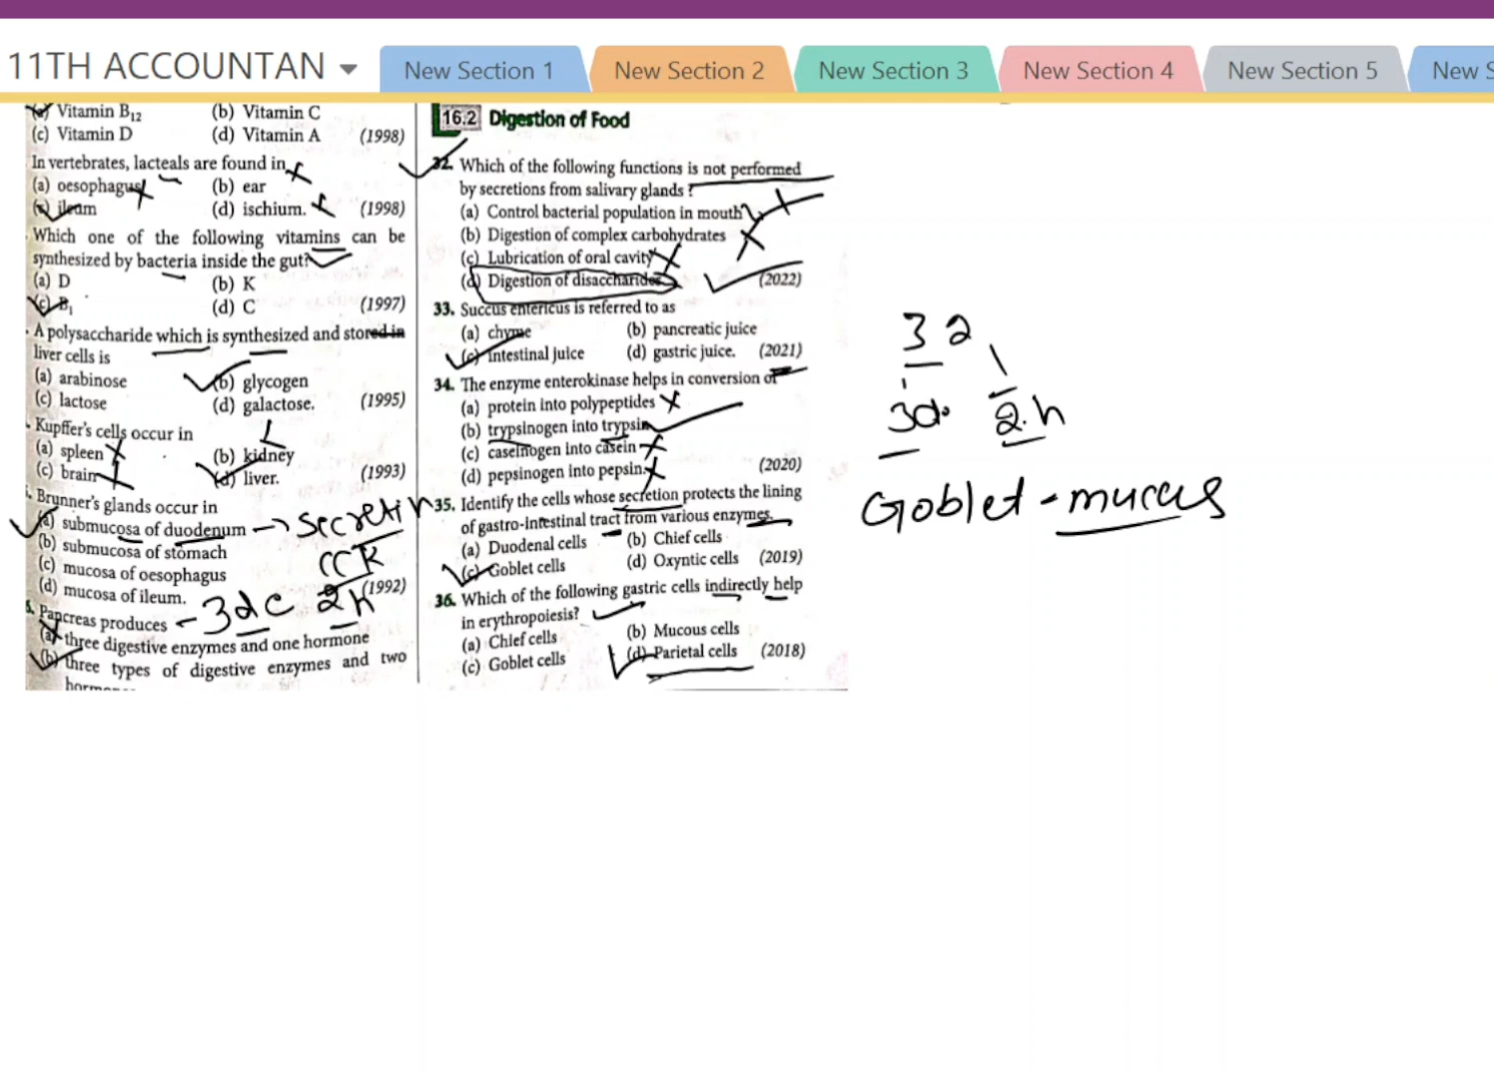 11TH ACCOUNTAN
New Section 1
New Section 2
New Section 3
New Section 4
New Section 5
New S
(a) Vitamin B12 (b) Vitamin C
(c) Vitamin D (d) Vitamin A (1998)
In vertebrates, lacteals are found in
(a) oesophagus (b) ear
(c) ileum (d) ischium. (1998)
Which one of the following vitamins can be
synthesized by bacteria inside the gut?
(a) D (b) K
(c) B1 (d) C (1997)
A polysaccharide which is synthesized and stored in
liver cells is
(a) arabinose (b) glycogen
(c) lactose (d) galactose. (1995)
Kupffer's cells occur in
(a) spleen (b) kidney
(c) brain (d) liver. (1993)
Brunner's glands occur in
(a) submucosa of duodenum → Secretin
(b) submucosa of stomach
CCK
(c) mucosa of oesophagus
(d) mucosa of ileum. (1992)
Pancreas produces - 3dc 2h
(a) three digestive enzymes and one hormone
(b) three types of digestive enzymes and two
16.2 Digestion of Food
32. Which of the following functions is not performed
by secretions from salivary glands?
(a) Control bacterial population in mouth
(b) Digestion of complex carbohydrates
(c) Lubrication of oral cavity
(d) Digestion of disaccharides (2022)
33. Succus entericus is referred to as
(a) chyme (b) pancreatic juice
(c) intestinal juice (d) gastric juice. (2021)
34. The enzyme enterokinase helps in conversion of
(a) protein into polypeptides
(b) trypsinogen into trypsin
(c) caseinogen into casein
(d) pepsinogen into pepsin. (2020)
35. Identify the cells whose secretion protects the lining
of gastro-intestinal tract from various enzymes.
(a) Duodenal cells (b) Chief cells
(c) Goblet cells (d) Oxyntic cells (2019)
36. Which of the following gastric cells indirectly help
in erythropoiesis?
(a) Chief cells (b) Mucous cells
(c) Goblet cells (d) Parietal cells (2018)
3 2
3d. 2.h
Goblet - mucus